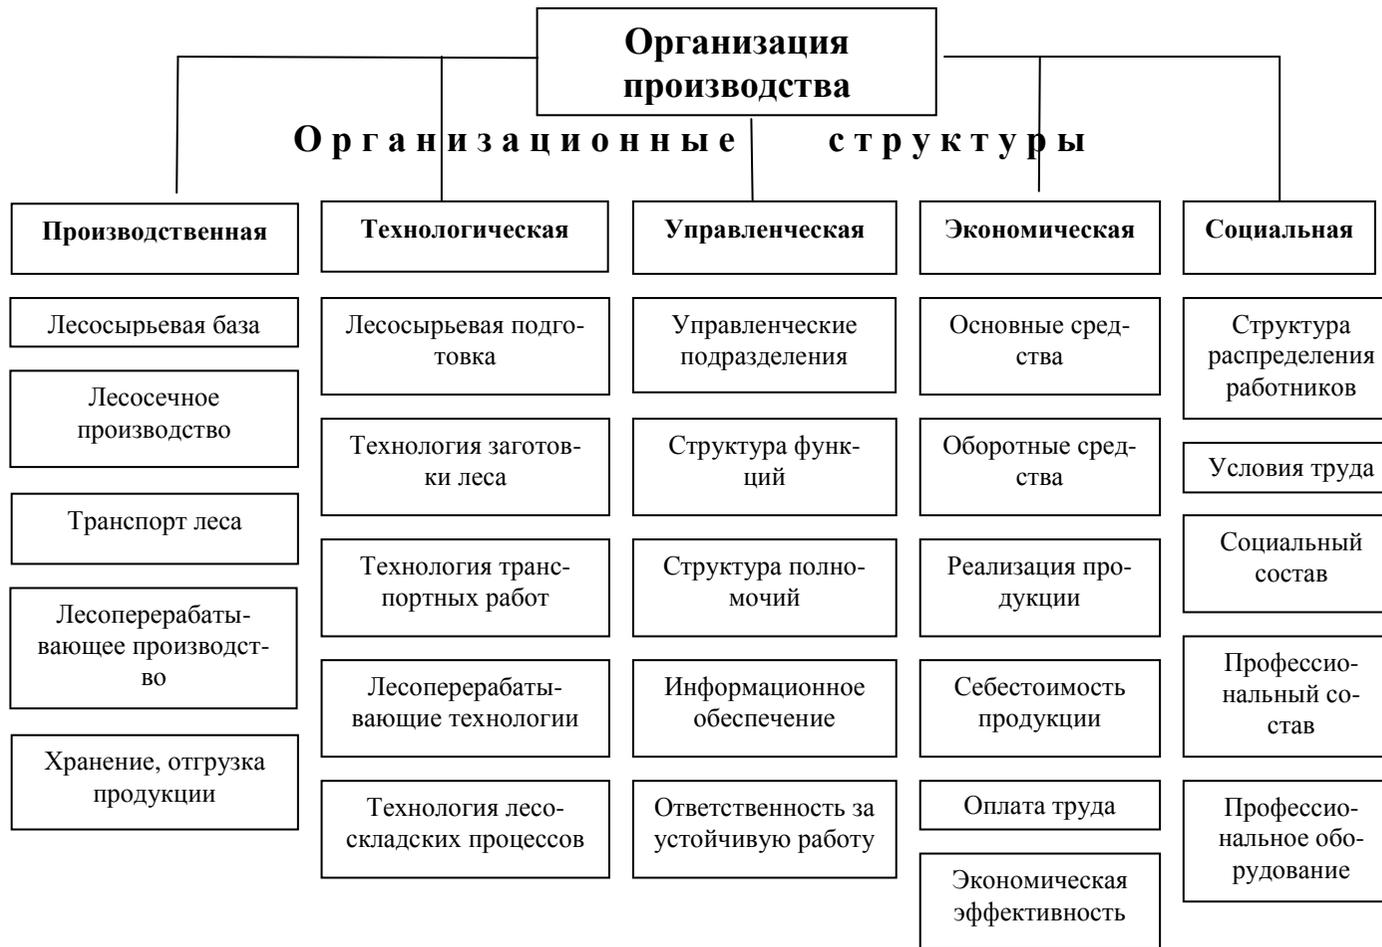 Организация
производства
Организационные структуры
Производственная
Лесосырьевая база
Лесосечное
производство
Транспорт леса
Лесоперерабаты-
вающее производст-
во
Хранение, отгрузка
продукции
Технологическая
Лесосырьевая подго-
товка
Технология заготов-
ки леса
Технология транс-
портных работ
Лесоперерабаты-
вающие технологии
Технология лесо-
складских процессов
Управленческая
Управленческие
подразделения
Структура функ-
ций
Структура полно-
мочий
Информационное
обеспечение
Ответственность за
устойчивую работу
Экономическая
Основные сред-
ства
Оборотные сред-
ства
Реализация про-
дукции
Себестоимость
продукции
Оплата труда
Экономическая
эффективность
Социальная
Структура
распределения
работников
Условия труда
Социальный
состав
Профессио-
нальный со-
став
Профессио-
нальное обо-
рудование